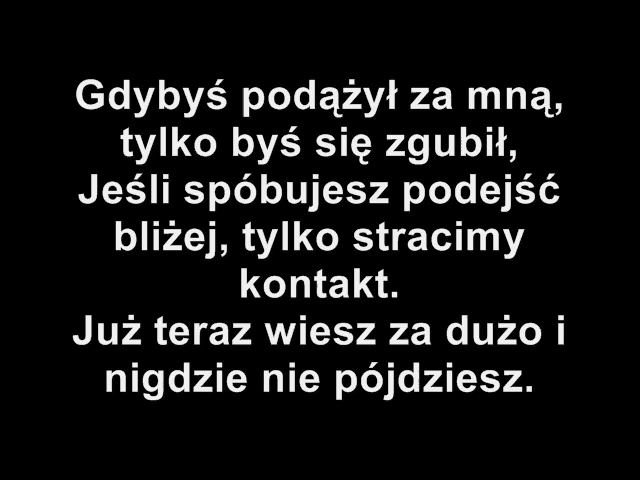 Gdybyś podążył za mną,
tylko byś się zgubił,
Jeśli spóbujesz podejść
bliżej, tylko stracimy
kontakt.
Już teraz wiesz za dużo i
nigdzie nie pójdziesz.